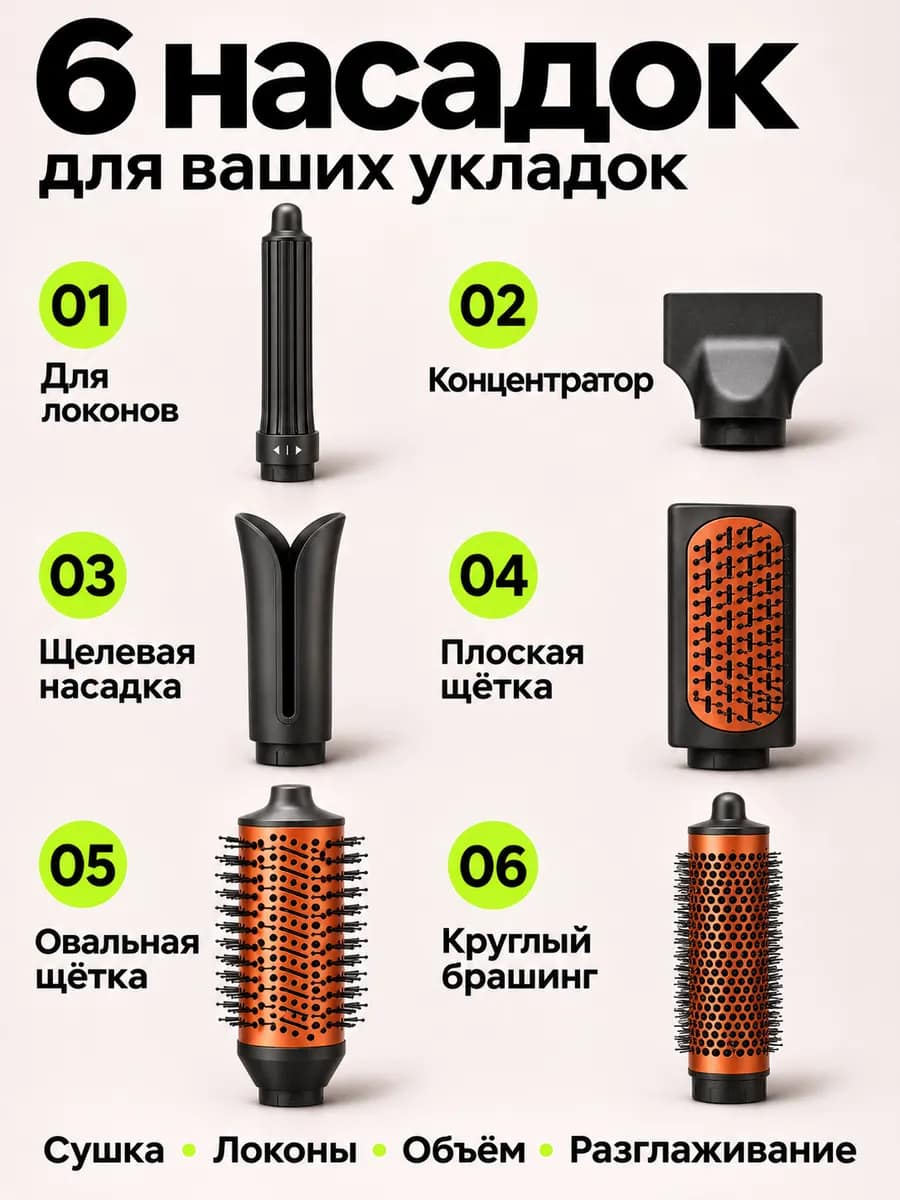 6 насадок
для ваших укладок
01
Для
локонов
02
Концентратор
03
Щелевая
насадка
04
Плоская
щётка
05
Овальная
щётка
06
Круглый
брашинг
Сушка • Локоны • Объём • Разглаживание